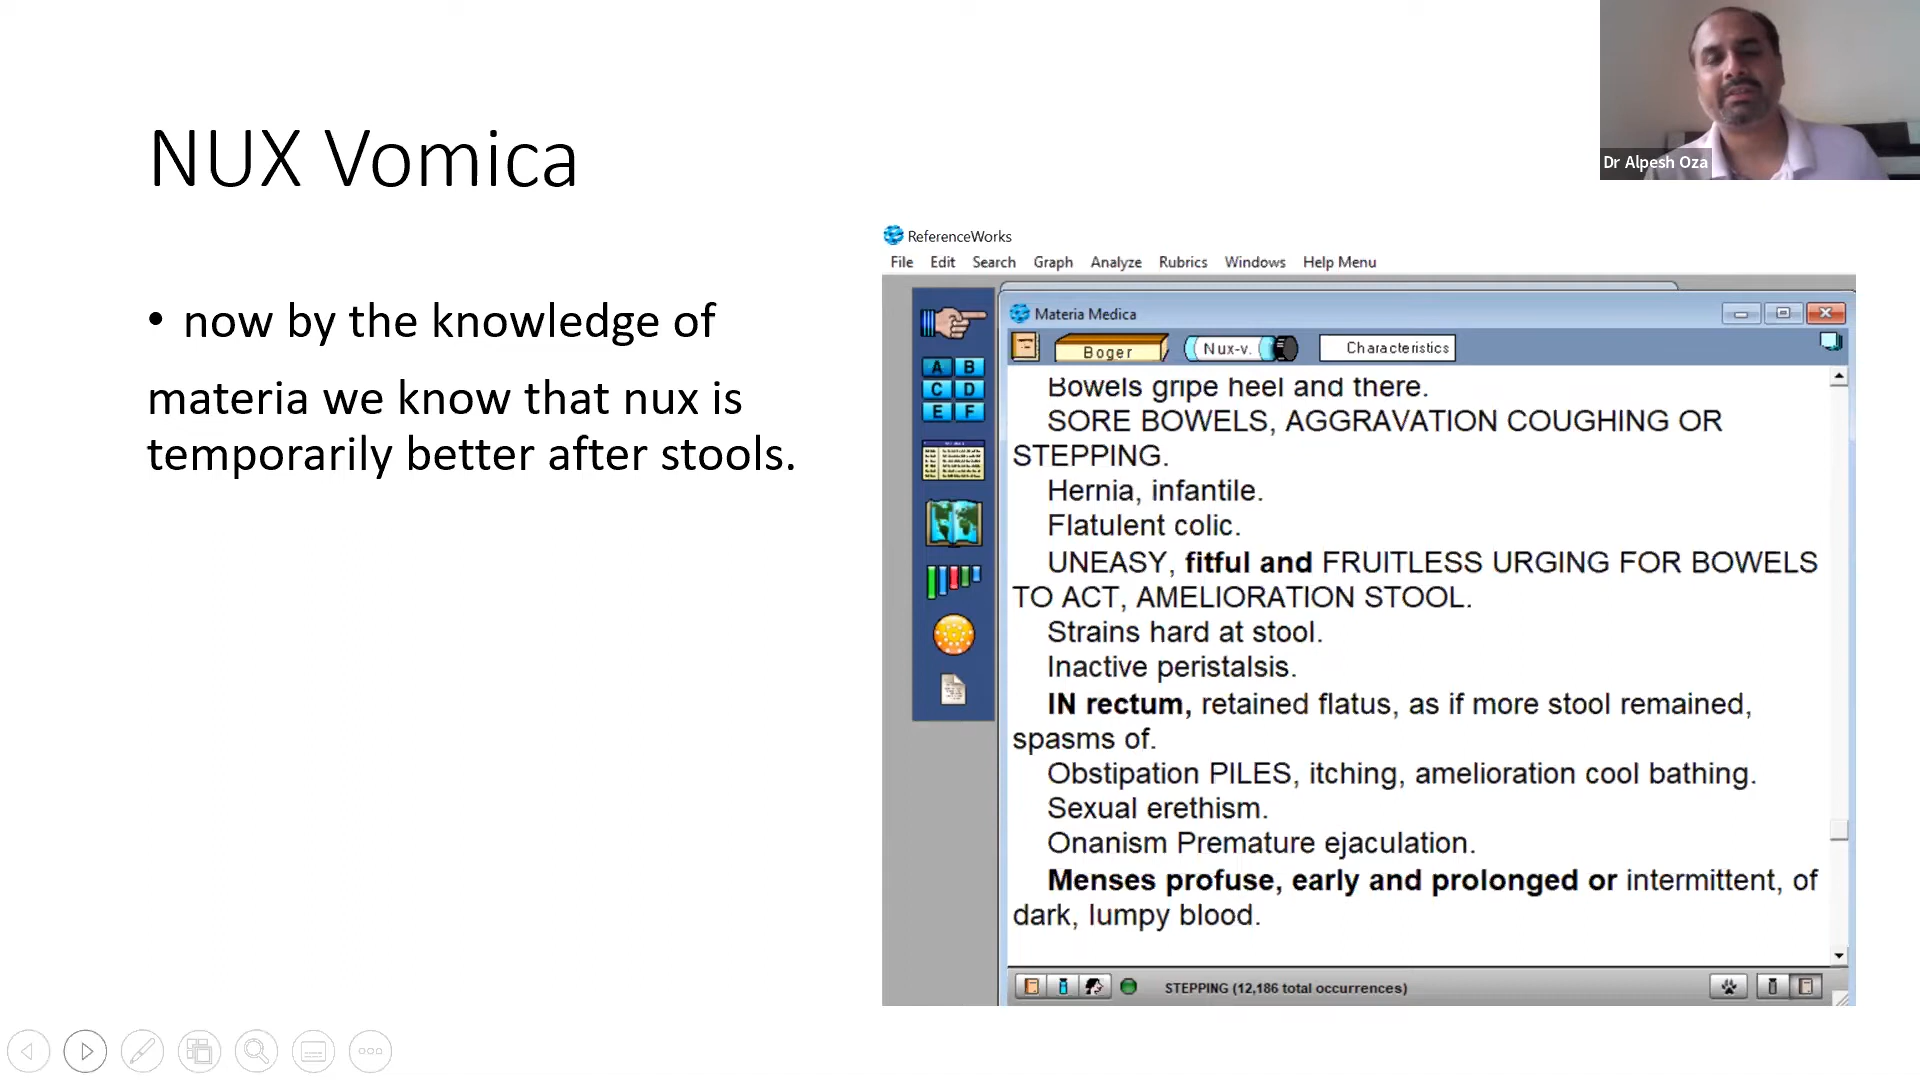 NUX Vomica
• now by the knowledge of
materia we know that nux is
temporarily better after stools.
Dr Alpesh Oza
ReferenceWorks
File Edit Search Graph Analyze Rubrics Windows Help Menu
Materia Medica
Boger Nux-v. Characteristics
A B
C D
E F
Bowels gripe heel and there.
SORE BOWELS, AGGRAVATION COUGHING OR
STEPPING.
Hernia, infantile.
Flatulent colic.
UNEASY, fitful and FRUITLESS URGING FOR BOWELS
TO ACT, AMELIORATION STOOL.
Strains hard at stool.
Inactive peristalsis.
IN rectum, retained flatus, as if more stool remained,
spasms of.
Obstipation PILES, itching, amelioration cool bathing.
Sexual erethism.
Onanism Premature ejaculation.
Menses profuse, early and prolonged or intermittent, of
dark, lumpy blood.
STEPPING (12,186 total occurrences)